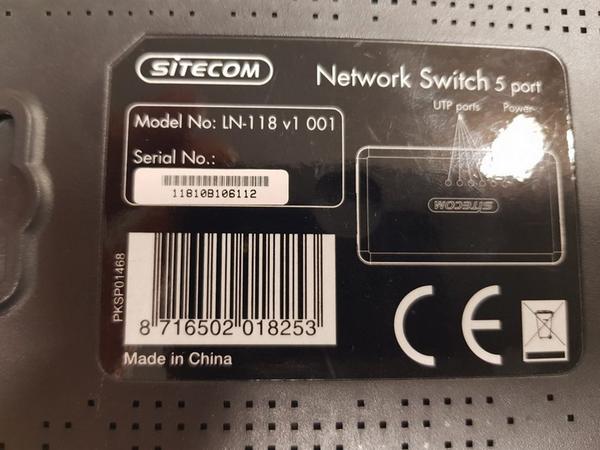 SITECOM
Network Switch 5 port
UTP ports Power
Model No: LN-118 v1 001
Serial No.:
11810B106112
SITECOM
PKSP01468
8 716502 018253
Made in China
CE